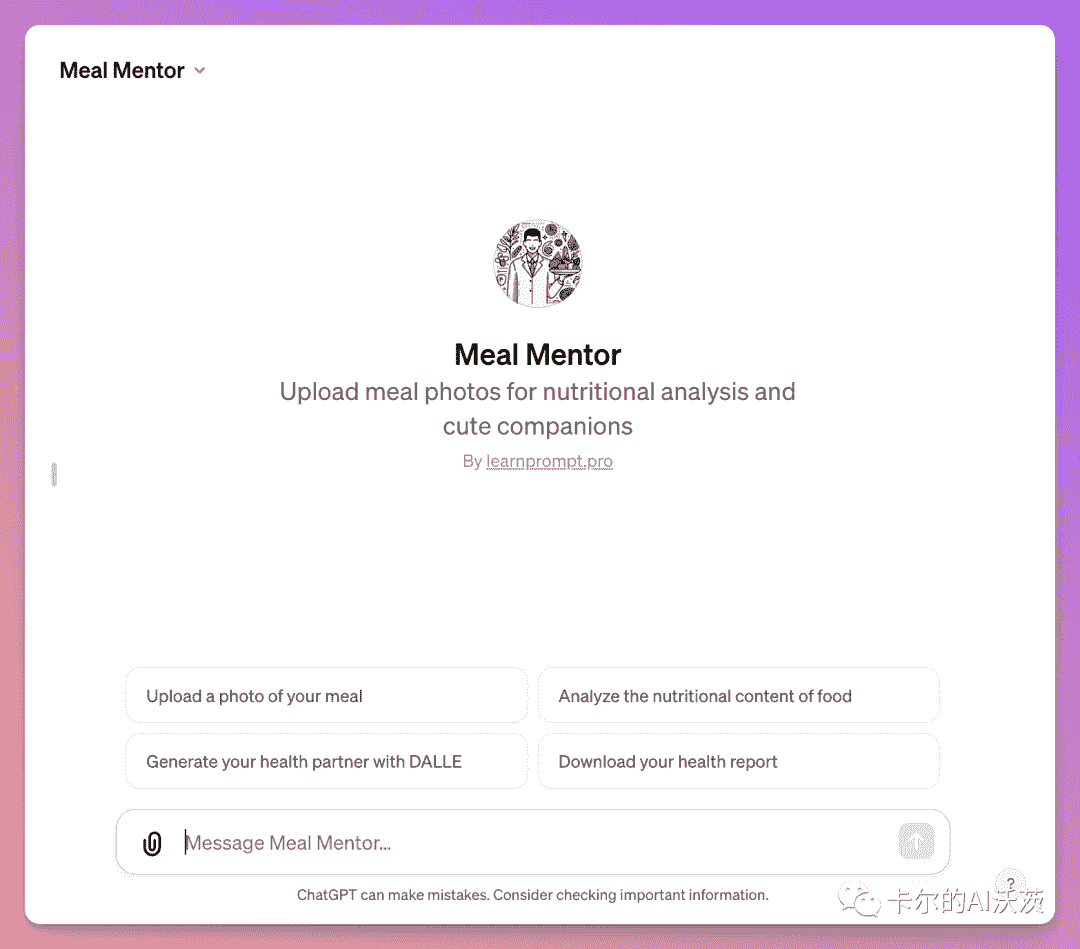 Meal Mentor
Meal Mentor
Upload meal photos for nutritional analysis and
cute companions
By learnprompt.pro
Upload a photo of your meal
Analyze the nutritional content of food
Generate your health partner with DALLE
Download your health report
Message Meal Mentor...
ChatGPT can make mistakes. Consider checking important information.
?
卡尔的AI沃茨